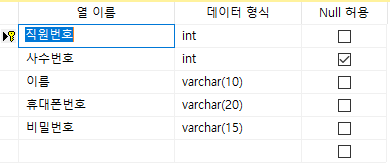 열 이름 데이터 형식 Null 허용
직원번호 int
사수번호 int
이름 varchar(10)
휴대폰번호 varchar(20)
비밀번호 varchar(15)